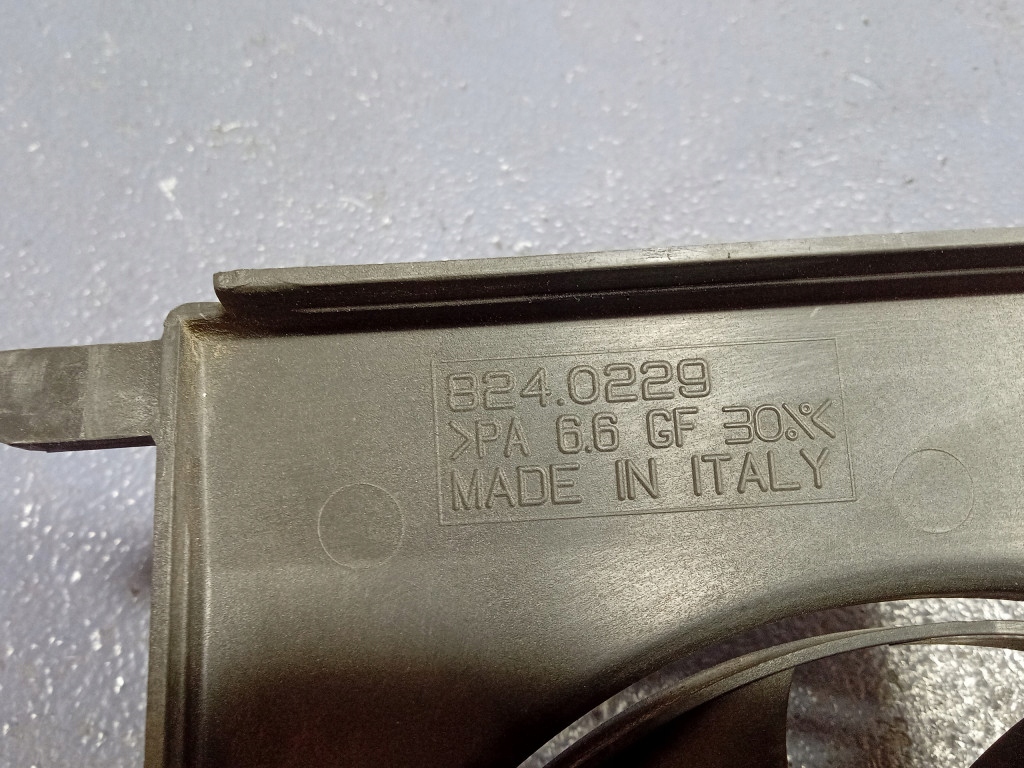 824.0229
>PA 6.6 GF 30%<
MADE IN ITALY